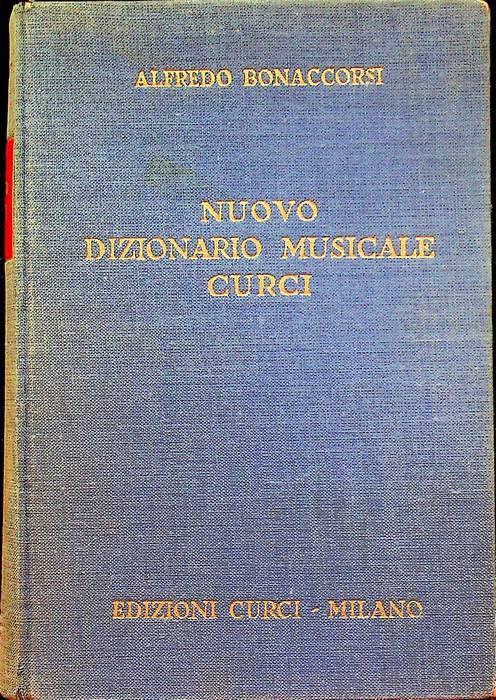 ALFREDO BONACCORSI
NUOVO
DIZIONARIO MUSICALE
CURCI
EDIZIONI CURCI - MILANO